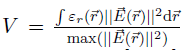 V = ∫ε_r(r⃗)||E⃗(r⃗)||²dr⃗ / max(||E⃗(r⃗)||²)